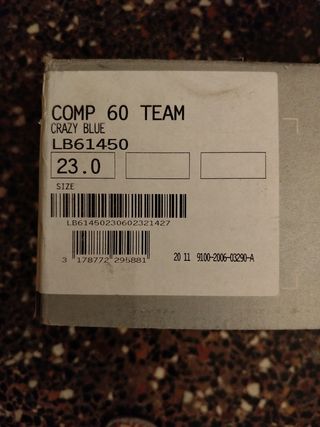 COMP 60 TEAM
CRAZY BLUE
LB61450
23.0
SIZE
LB61450230602321427
3 178772 295881
20 11 9100-2006-03290-A